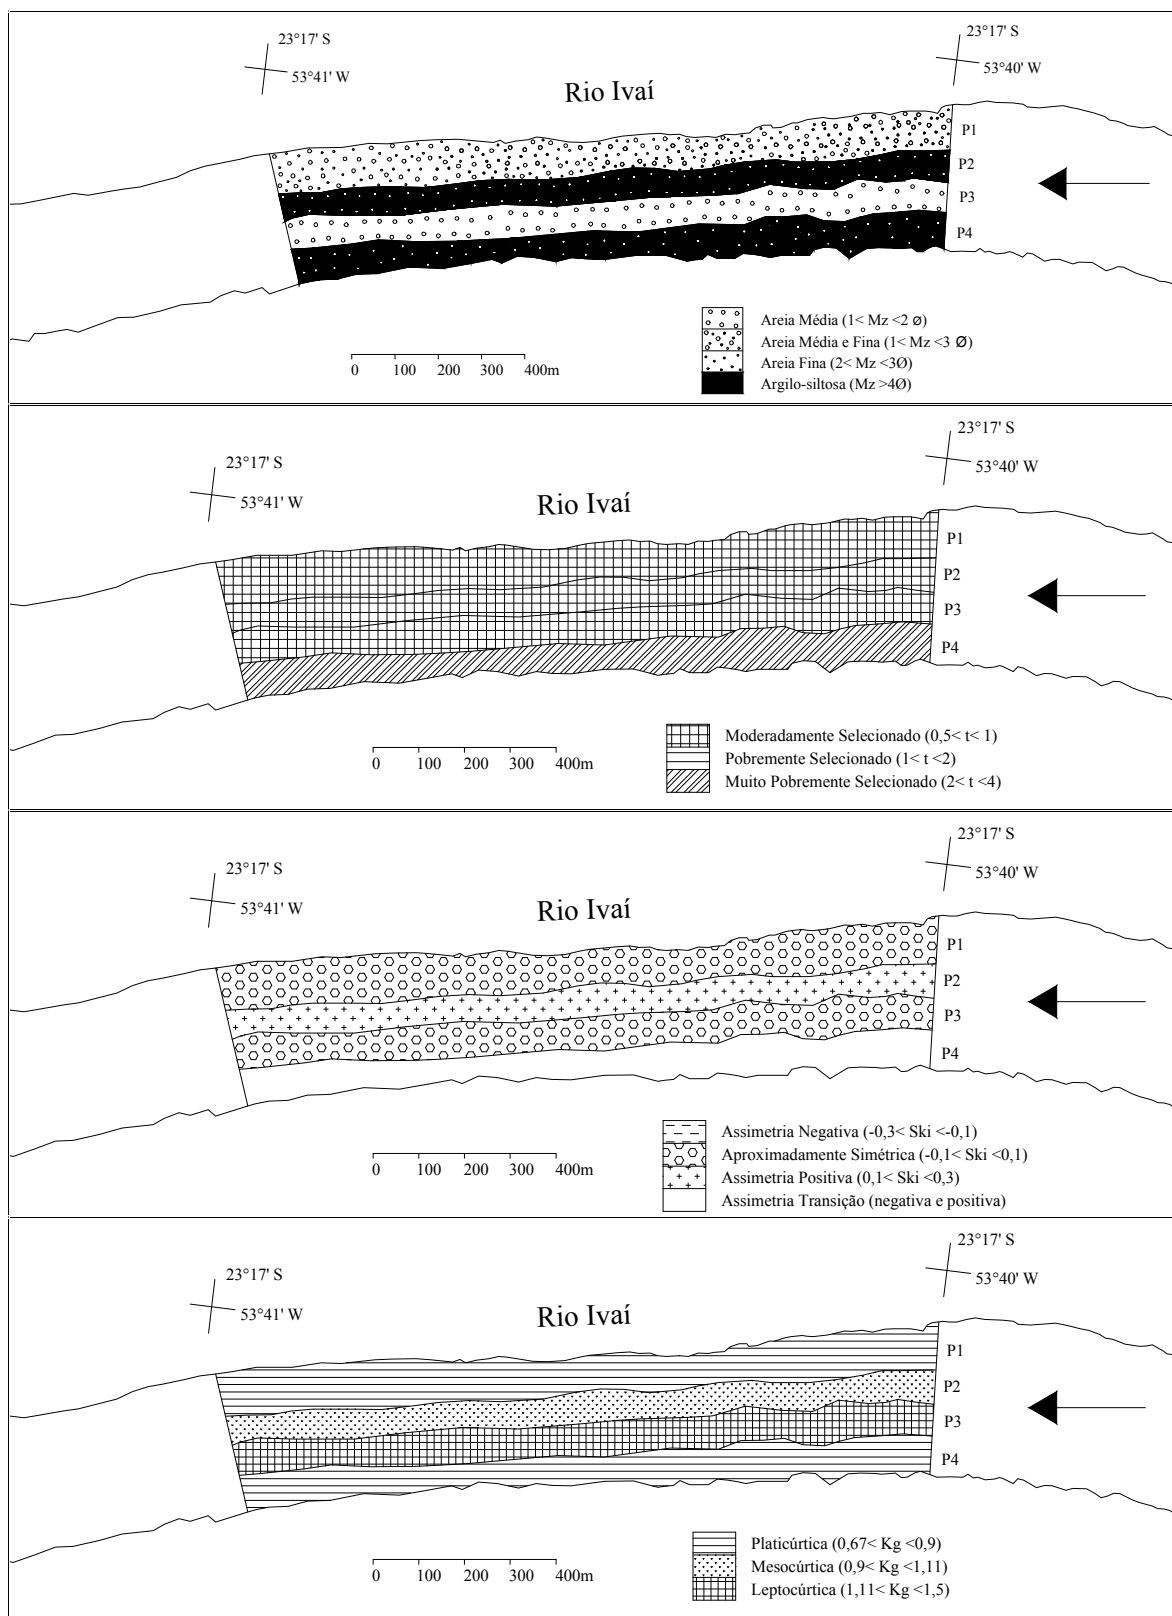 23°17' S
53°41' W
23°17' S
53°40' W
Rio Ivaí
P1
P2
P3
P4
Areia Média (1< Mz <2 ø)
Areia Média e Fina (1< Mz <3 Ø)
Areia Fina (2< Mz <3Ø)
Argilo-siltosa (Mz >4Ø)
0 100 200 300 400m
23°17' S
53°41' W
23°17' S
53°40' W
Rio Ivaí
P1
P2
P3
P4
Moderadamente Selecionado (0,5< t< 1)
Pobremente Selecionado (1< t <2)
Muito Pobremente Selecionado (2< t <4)
0 100 200 300 400m
23°17' S
53°41' W
23°17' S
53°40' W
Rio Ivaí
P1
P2
P3
P4
Assimetria Negativa (-0,3< Ski <-0,1)
Aproximadamente Simétrica (-0,1< Ski <0,1)
Assimetria Positiva (0,1< Ski <0,3)
Assimetria Transição (negativa e positiva)
0 100 200 300 400m
23°17' S
53°41' W
23°17' S
53°40' W
Rio Ivaí
P1
P2
P3
P4
Platicúrtica (0,67< Kg <0,9)
Mesocúrtica (0,9< Kg <1,11)
Leptocúrtica (1,11< Kg <1,5)
0 100 200 300 400m